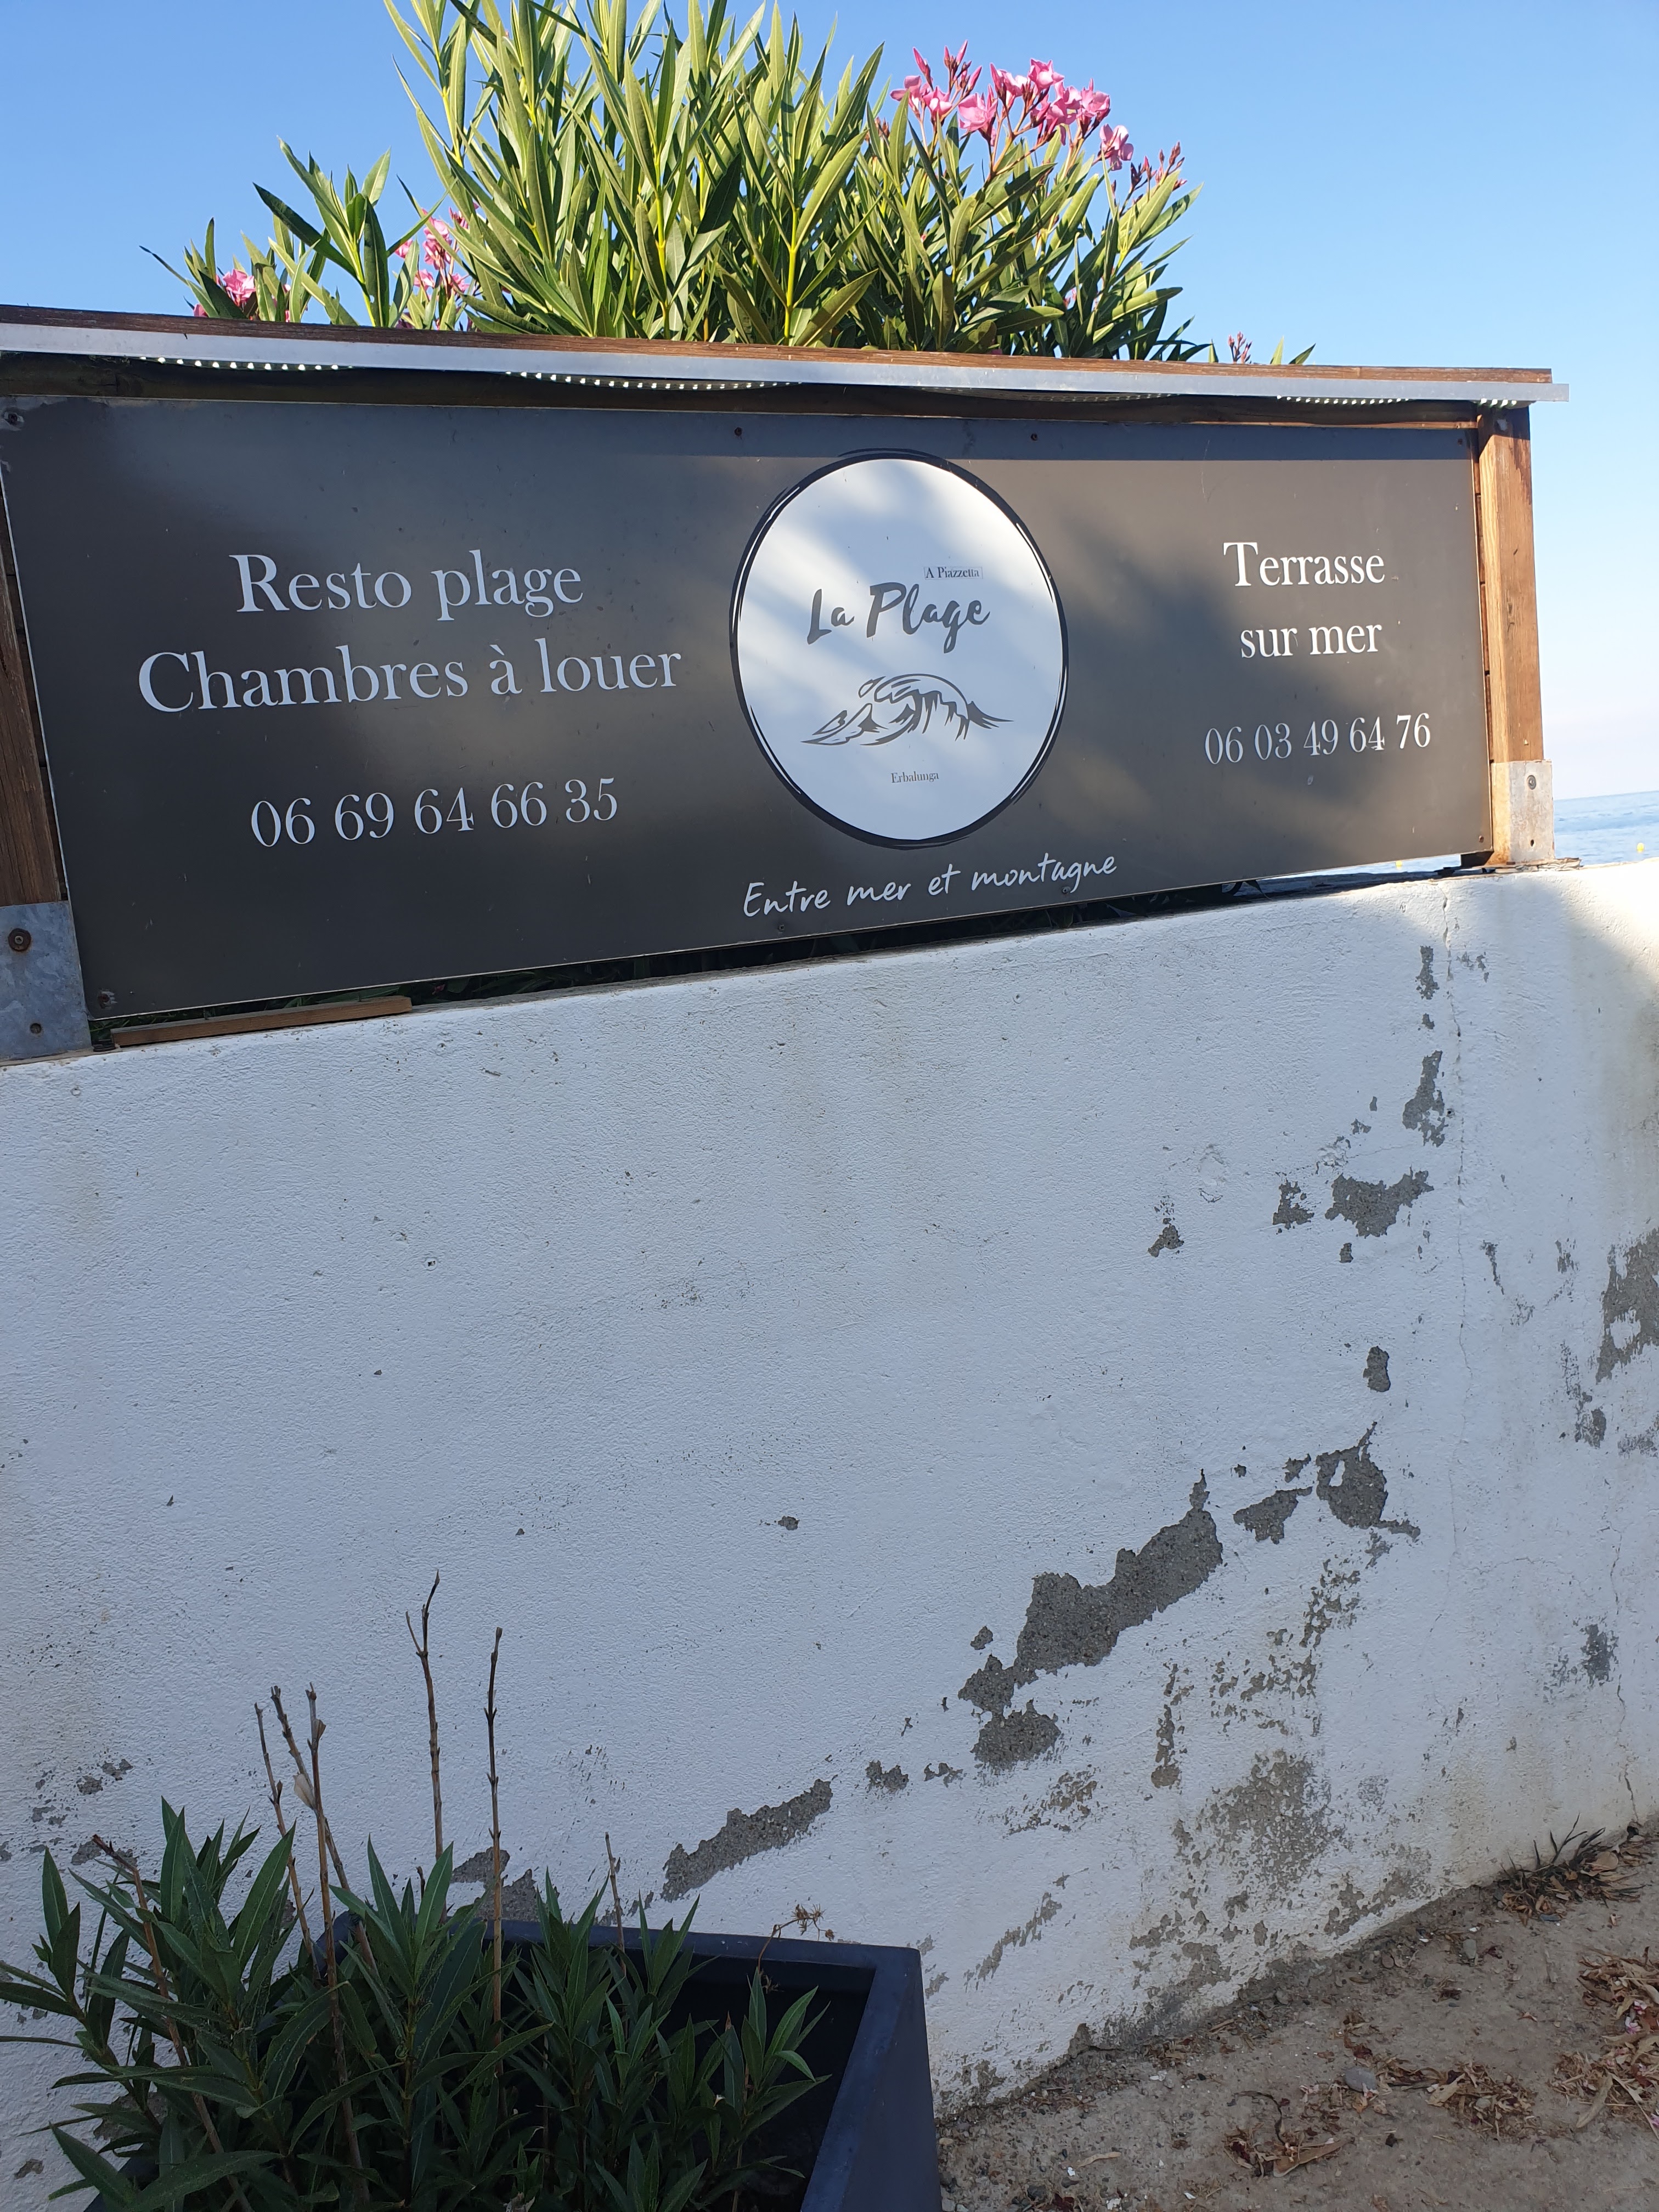 Resto plage
Chambres à louer
06 69 64 66 35
A Piazzetta
La Plage
Erbalunga
Entre mer et montagne
Terrasse
sur mer
06 03 49 64 76